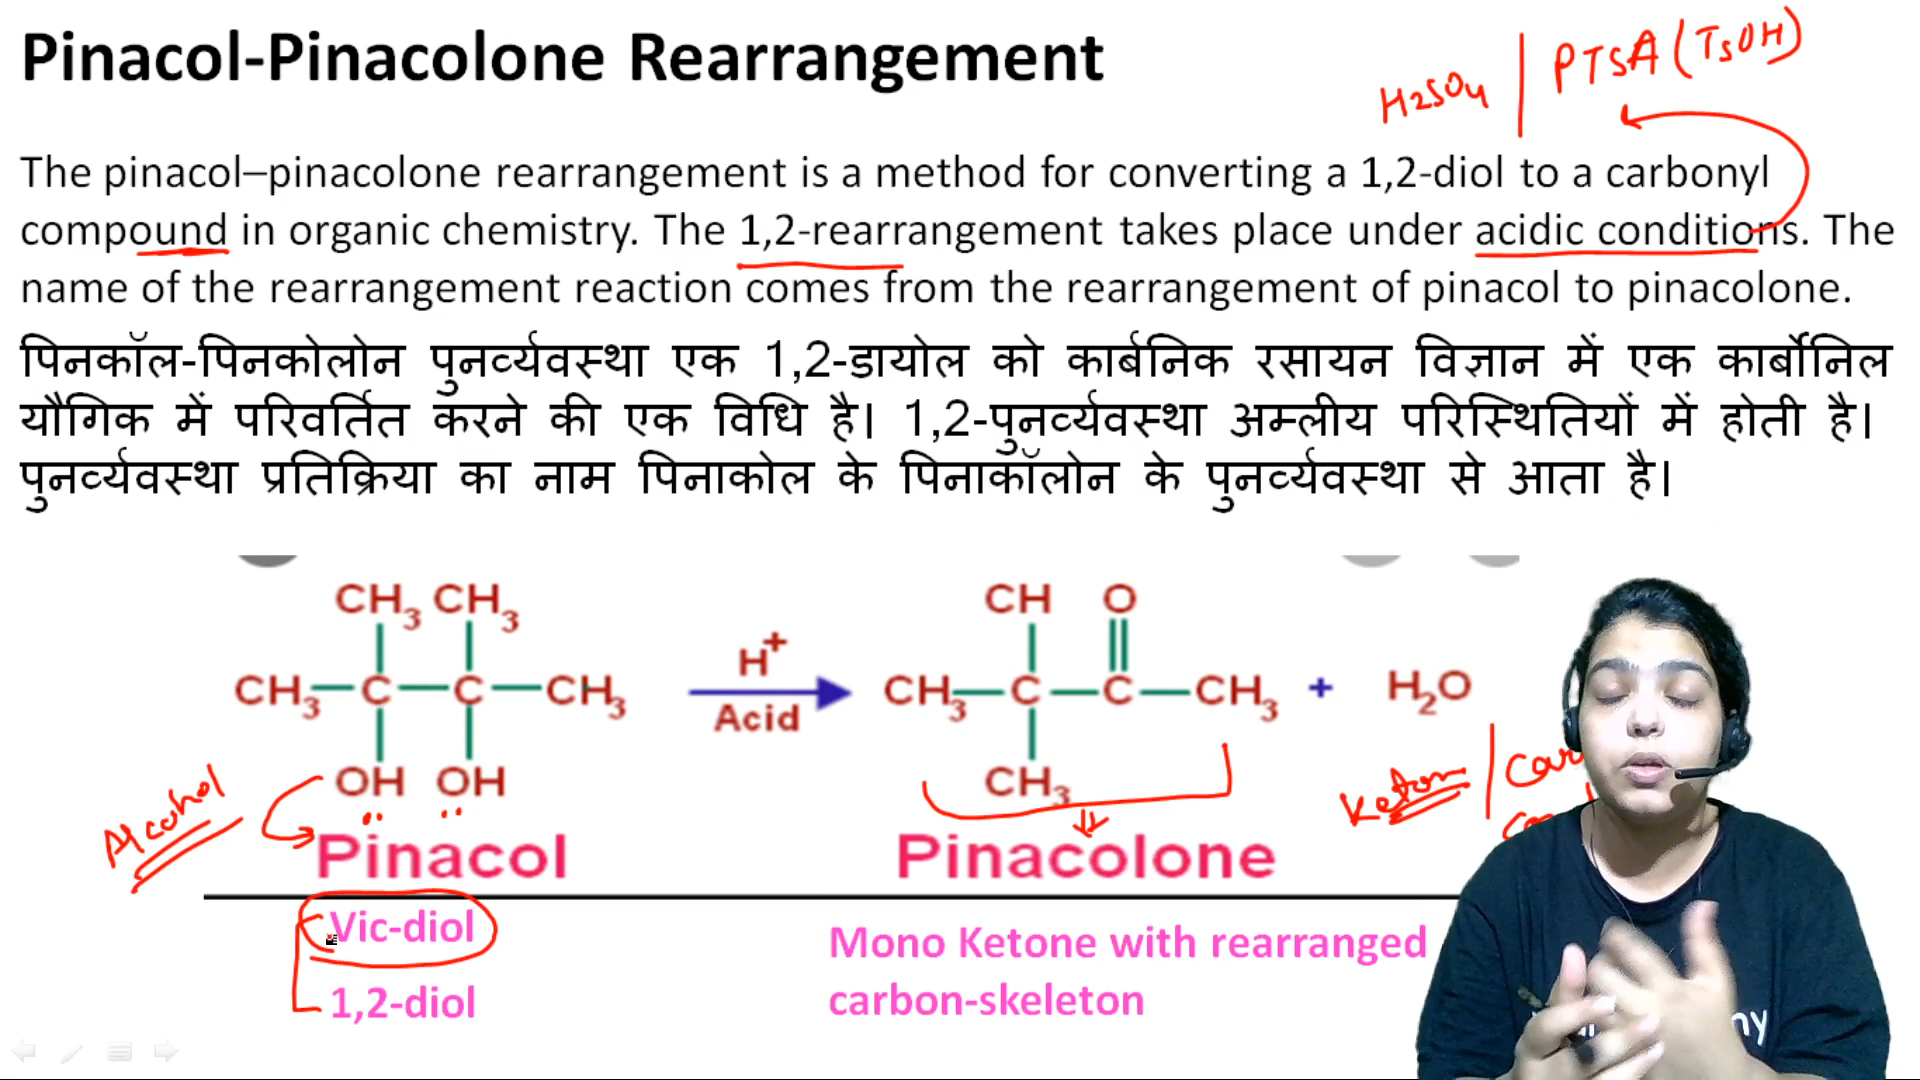 Pinacol-Pinacolone Rearrangement
H2SO4 | PTSA (TsOH)
The pinacol–pinacolone rearrangement is a method for converting a 1,2-diol to a carbonyl
compound in organic chemistry. The 1,2-rearrangement takes place under acidic conditions. The
name of the rearrangement reaction comes from the rearrangement of pinacol to pinacolone.
पिनकॉल-पिनकोलोन पुनर्व्यवस्था एक 1,2-डायोल को कार्बनिक रसायन विज्ञान में एक कार्बोनिल
यौगिक में परिवर्तित करने की एक विधि है। 1,2-पुनर्व्यवस्था अम्लीय परिस्थितियों में होती है।
पुनर्व्यवस्था प्रतिक्रिया का नाम पिनाकोल के पिनाकॉलोन के पुनर्व्यवस्था से आता है।
CH3 CH3 CH O
H+
CH3—C—C—CH3 CH3—C—C—CH3 + H2O
Acid
OH OH CH3
Alcohol Keton |
Pinacol Pinacolone
Vic-diol
Mono Ketone with rearranged
1,2-diol
carbon-skeleton